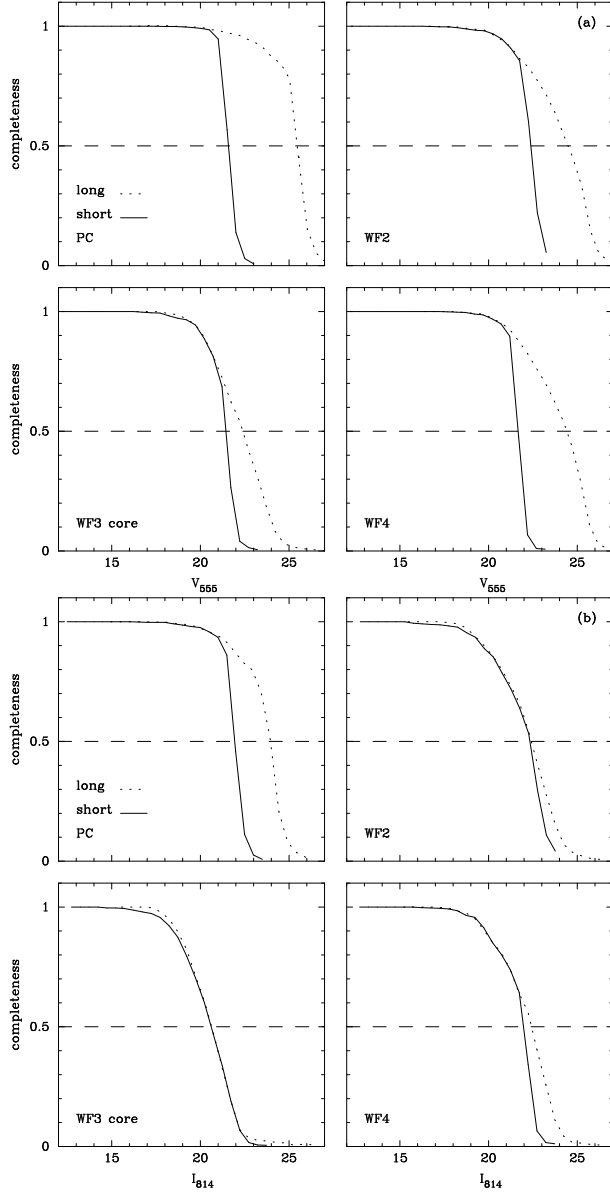 (a)
completeness
1
0.5
0
long
short
PC
WF2
completeness
1
0.5
0
WF3 core
WF4
15 20 25
15 20 25
V555
V555
(b)
completeness
1
0.5
0
long
short
PC
WF2
completeness
1
0.5
0
WF3 core
WF4
15 20 25
15 20 25
I814
I814